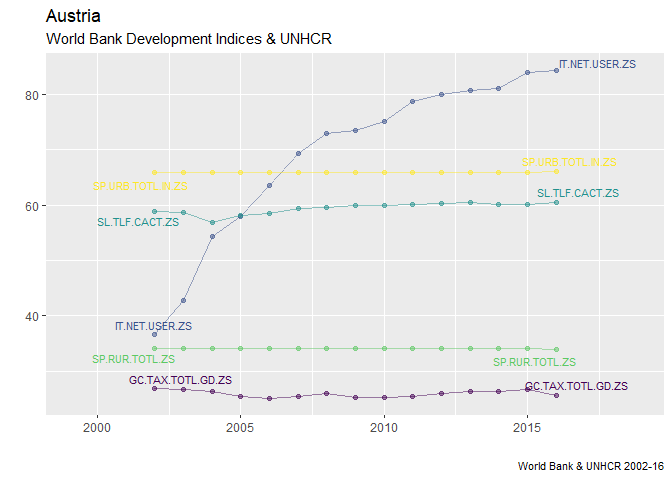 Austria
World Bank Development Indices & UNHCR
IT.NET.USER.ZS
80
SP.URB.TOTL.IN.ZS
SP.URB.TOTL.IN.ZS
SL.TLF.CACT.ZS
60
SL.TLF.CACT.ZS
IT.NET.USER.ZS
40
SP.RUR.TOTL.ZS
SP.RUR.TOTL.ZS
GC.TAX.TOTL.GD.ZS
GC.TAX.TOTL.GD.ZS
2000 2005 2010 2015
World Bank & UNHCR 2002-16